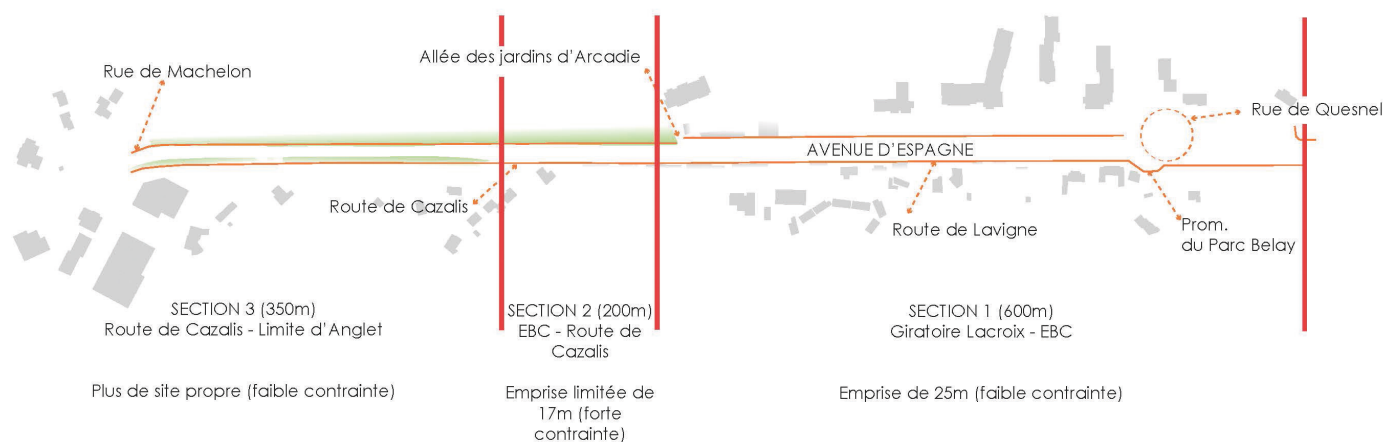 Allée des jardins d'Arcadie
Rue de Machelon
Rue de Quesnel
AVENUE D'ESPAGNE
Route de Cazalis
Route de Lavigne
Prom.
du Parc Belay
SECTION 3 (350m)
Route de Cazalis - Limite d'Anglet
Plus de site propre (faible contrainte)
SECTION 2 (200m)
EBC - Route de
Cazalis
Emprise limitée de
17m (forte
contrainte)
SECTION 1 (600m)
Giratoire Lacroix - EBC
Emprise de 25m (faible contrainte)